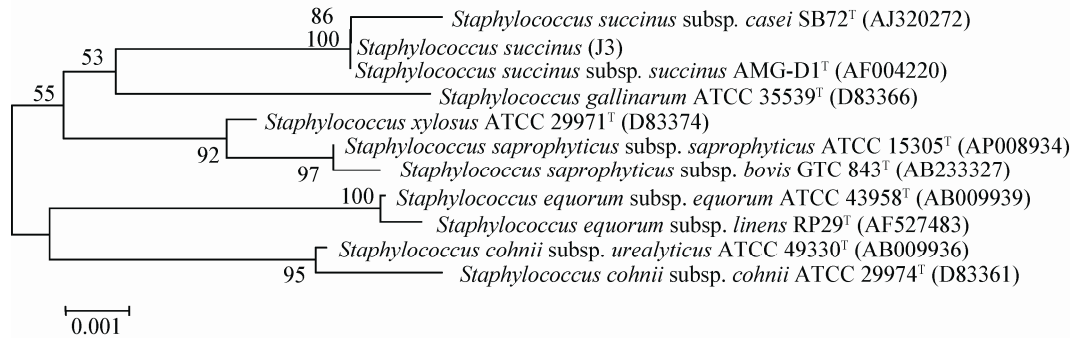 86
Staphylococcus succinus subsp. casei SB72ᵀ (AJ320272)
100
Staphylococcus succinus (J3)
53
Staphylococcus succinus subsp. succinus AMG-D1ᵀ (AF004220)
55
Staphylococcus gallinarum ATCC 35539ᵀ (D83366)
Staphylococcus xylosus ATCC 29971ᵀ (D83374)
Staphylococcus saprophyticus subsp. saprophyticus ATCC 15305ᵀ (AP008934)
92
Staphylococcus saprophyticus subsp. bovis GTC 843ᵀ (AB233327)
97
100
Staphylococcus equorum subsp. equorum ATCC 43958ᵀ (AB009939)
Staphylococcus equorum subsp. linens RP29ᵀ (AF527483)
Staphylococcus cohnii subsp. urealyticus ATCC 49330ᵀ (AB009936)
95
Staphylococcus cohnii subsp. cohnii ATCC 29974ᵀ (D83361)
0.001